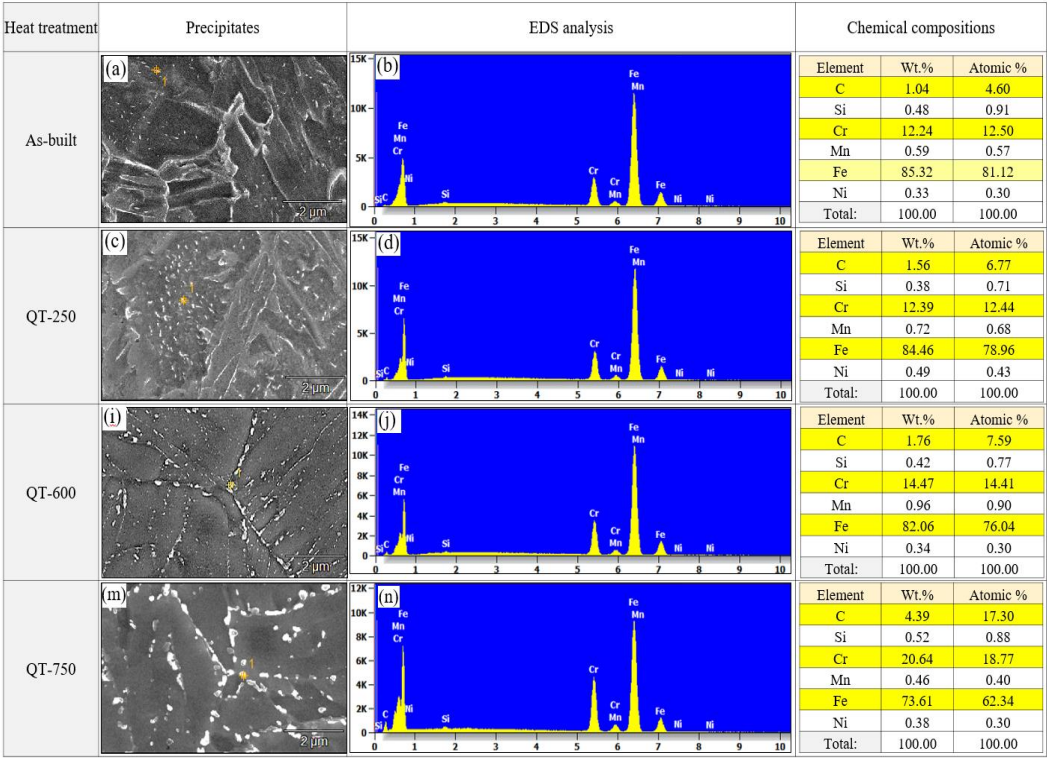 Heat treatment Precipitates EDS analysis Chemical compositions
As-built
(a)
1
2 µm
(b)
15K
10K
5K
0
Fe
Mn
Cr
Ni
Si C
Si
Cr
Cr
Mn
Fe
Mn
Fe
Ni
Ni
0 1 2 3 4 5 6 7 8 9 10
Element Wt.% Atomic %
C 1.04 4.60
Si 0.48 0.91
Cr 12.24 12.50
Mn 0.59 0.57
Fe 85.32 81.12
Ni 0.33 0.30
Total: 100.00 100.00
QT-250
(c)
1
2 µm
(d)
15K
10K
5K
0
Fe
Mn
Cr
Ni
Si C
Si
Cr
Cr
Mn
Fe
Mn
Fe
Ni
Ni
0 1 2 3 4 5 6 7 8 9 10
Element Wt.% Atomic %
C 1.56 6.77
Si 0.38 0.71
Cr 12.39 12.44
Mn 0.72 0.68
Fe 84.46 78.96
Ni 0.49 0.43
Total: 100.00 100.00
QT-600
(i)
1
2 µm
(j)
14K
12K
10K
8K
6K
4K
2K
0
Fe
Cr
Mn
Ni
Si C
Si
Cr
Cr
Mn
Fe
Mn
Fe
Ni
Ni
0 1 2 3 4 5 6 7 8 9 10
Element Wt.% Atomic %
C 1.76 7.59
Si 0.42 0.77
Cr 14.47 14.41
Mn 0.96 0.90
Fe 82.06 76.04
Ni 0.34 0.30
Total: 100.00 100.00
QT-750
(m)
1
2 µm
(n)
12K
10K
8K
6K
4K
2K
0
Fe
Mn
Cr
Ni
Si
C
Si
Cr
Cr
Mn
Fe
Mn
Fe
Ni
Ni
0 1 2 3 4 5 6 7 8 9 10
Element Wt.% Atomic %
C 4.39 17.30
Si 0.52 0.88
Cr 20.64 18.77
Mn 0.46 0.40
Fe 73.61 62.34
Ni 0.38 0.30
Total: 100.00 100.00